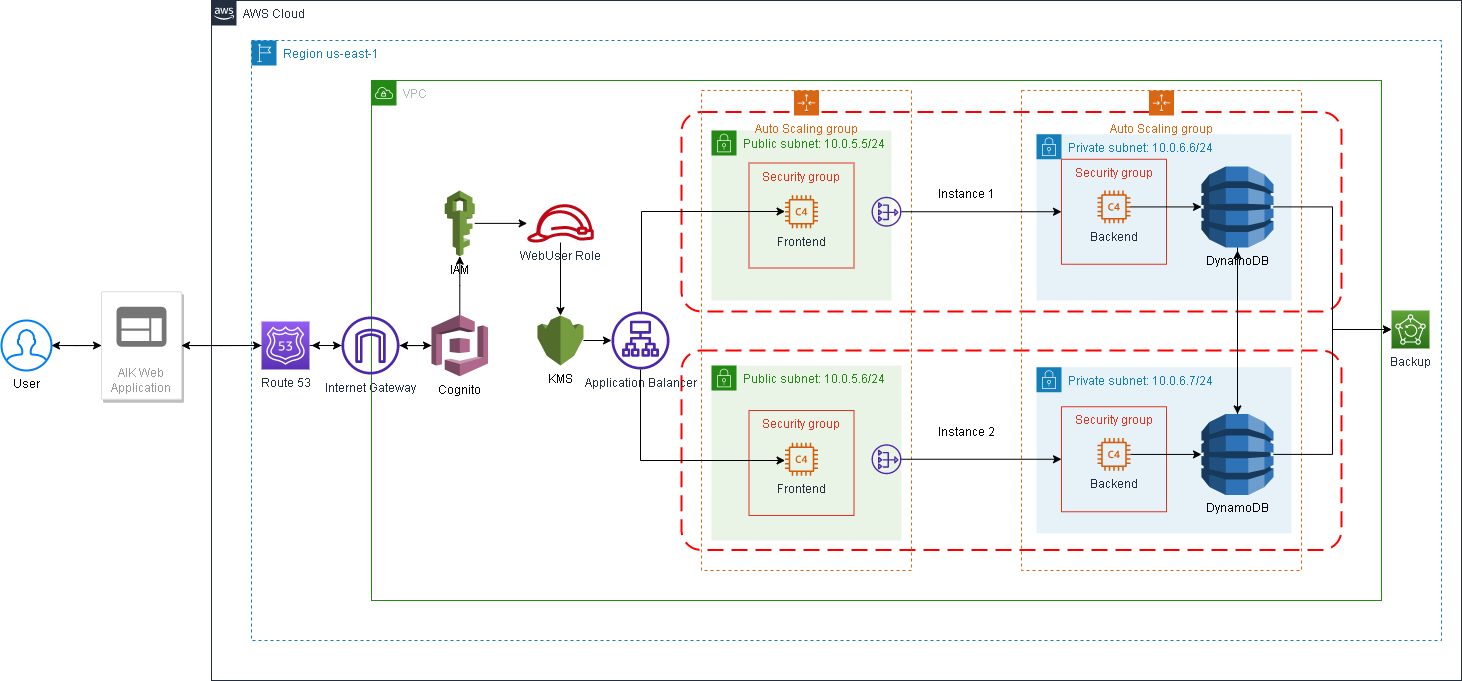 aws
AWS Cloud
Region us-east-1
VPC
Auto Scaling group
Public subnet: 10.0.5.5/24
Security group
C4
Frontend
Instance 1
Auto Scaling group
Private subnet: 10.0.6.6/24
Security group
C4
Backend
DynamoDB
IAM
WebUser Role
User
AIK Web
Application
53
Route 53
Internet Gateway
Cognito
KMS
Application Balancer
Backup
Public subnet: 10.0.5.6/24
Security group
C4
Frontend
Instance 2
Private subnet: 10.0.6.7/24
Security group
C4
Backend
DynamoDB